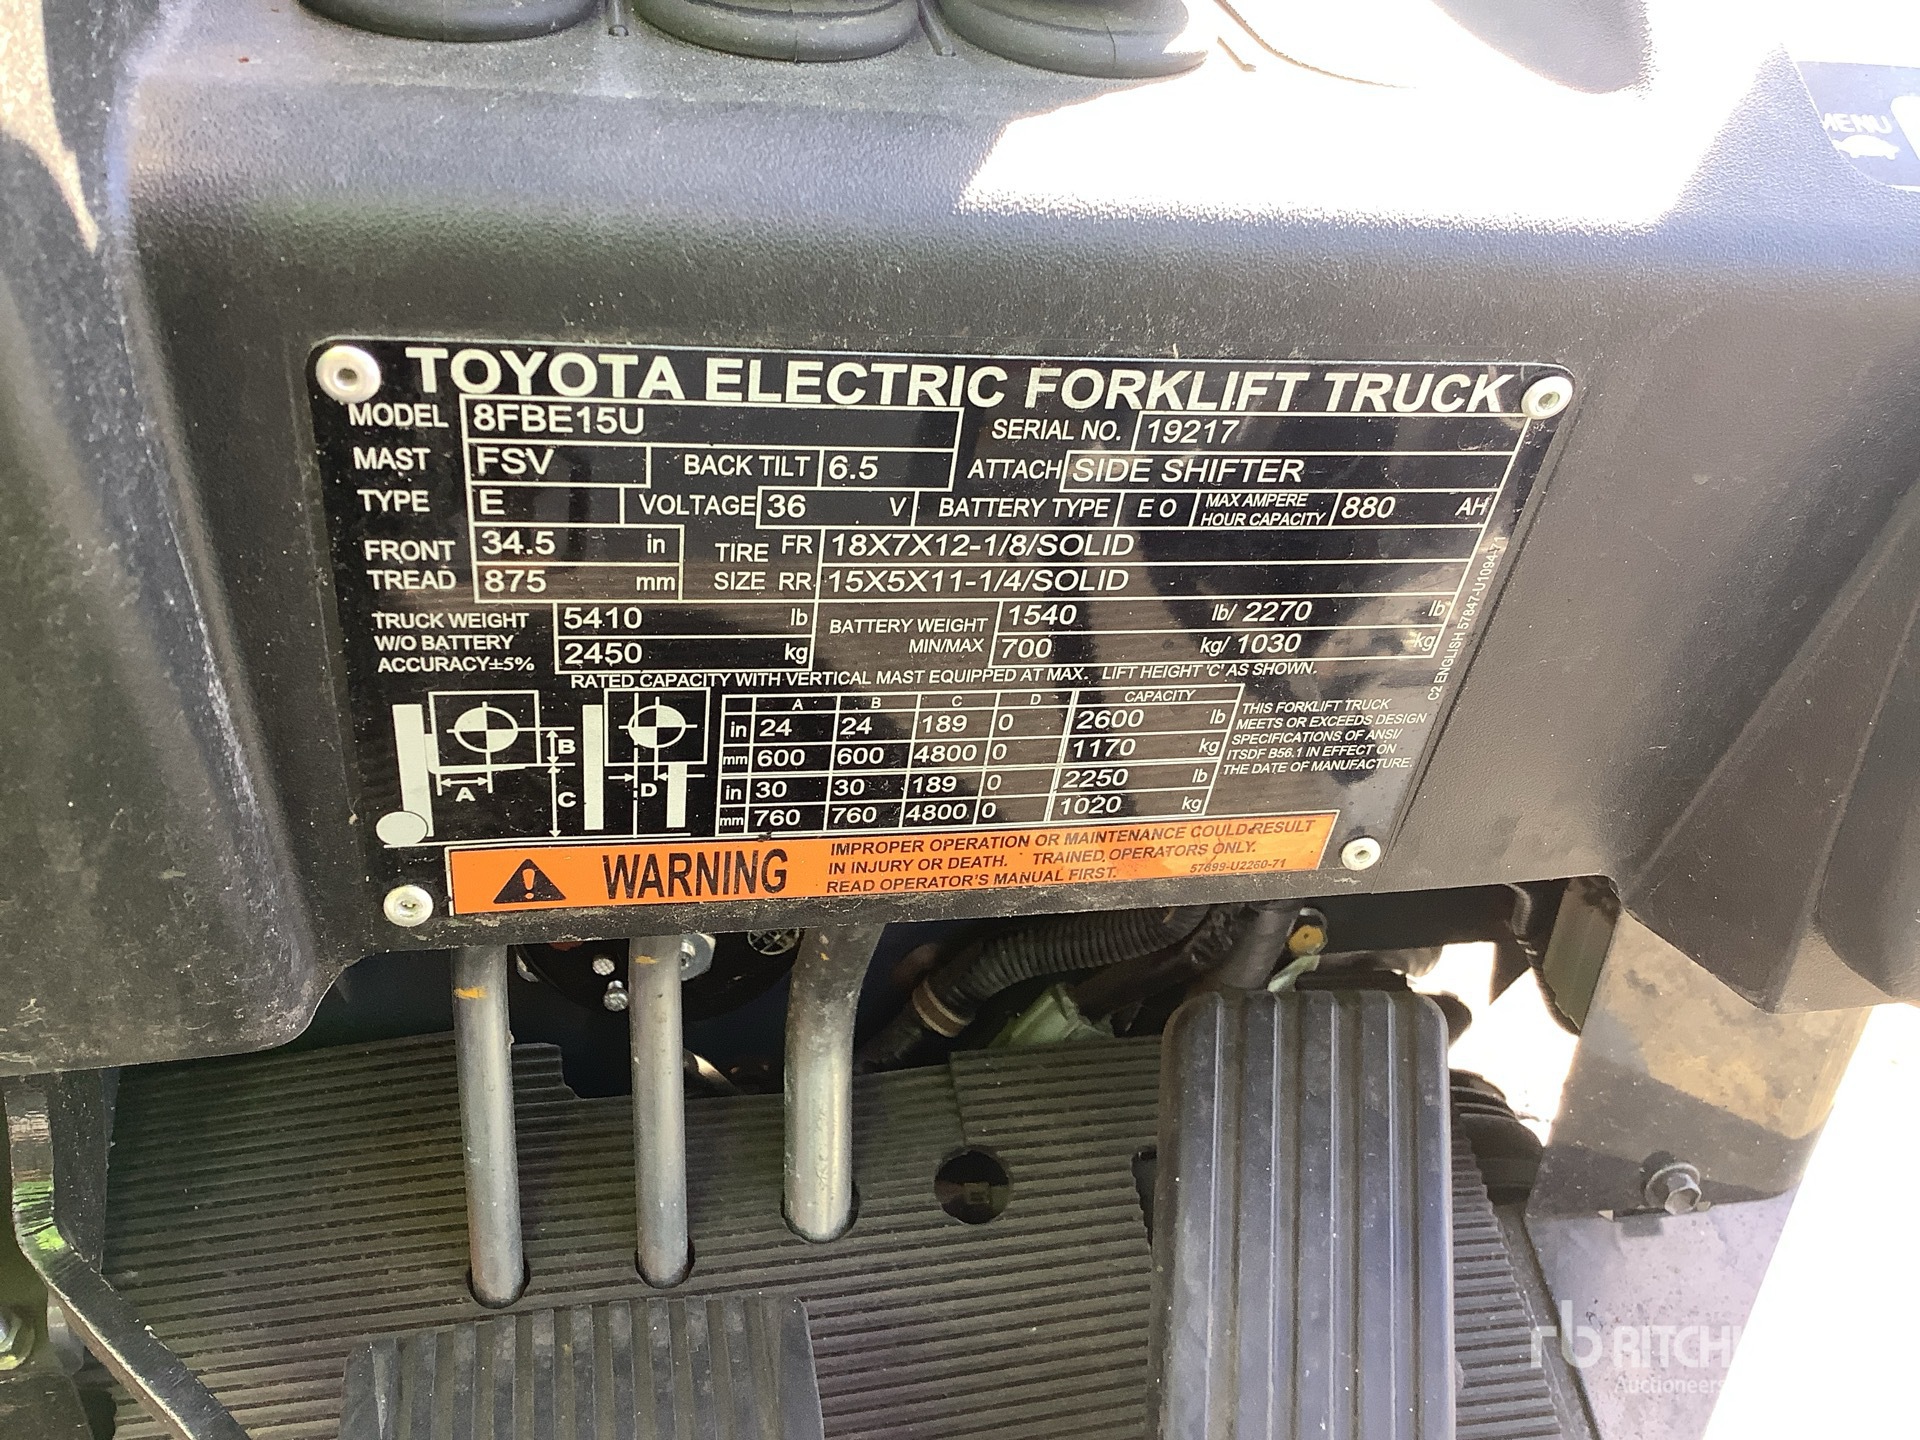 MENU
TOYOTA ELECTRIC FORKLIFT TRUCK
MODEL 8FBE15U SERIAL NO. 19217
MAST FSV BACK TILT 6.5 ATTACH SIDE SHIFTER
TYPE E VOLTAGE 36 V BATTERY TYPE E O MAX AMPERE HOUR CAPACITY 880 AH
FRONT TREAD 34.5 in TIRE SIZE FR 18X7X12-1/8/SOLID
875 mm RR 15X5X11-1/4/SOLID
TRUCK WEIGHT W/O BATTERY ACCURACY±5% 5410 lb BATTERY WEIGHT MIN/MAX 1540 lb/ 2270 lb
2450 kg 700 kg/ 1030 kg
C2 ENGLISH 57847-U1094-71
RATED CAPACITY WITH VERTICAL MAST EQUIPPED AT MAX. LIFT HEIGHT 'C' AS SHOWN.
A B C D
A B C D CAPACITY
in 24 24 189 0 2600 lb
mm 600 600 4800 0 1170 kg
in 30 30 189 0 2250 lb
mm 760 760 4800 0 1020 kg
THIS FORKLIFT TRUCK
MEETS OR EXCEEDS DESIGN
SPECIFICATIONS OF ANSI/
ITSDF B56.1 IN EFFECT ON
THE DATE OF MANUFACTURE.
WARNING
IMPROPER OPERATION OR MAINTENANCE COULD RESULT
IN INJURY OR DEATH. TRAINED OPERATORS ONLY.
READ OPERATOR'S MANUAL FIRST. 57899-U2260-71
rb RITCHI
Auctioneers